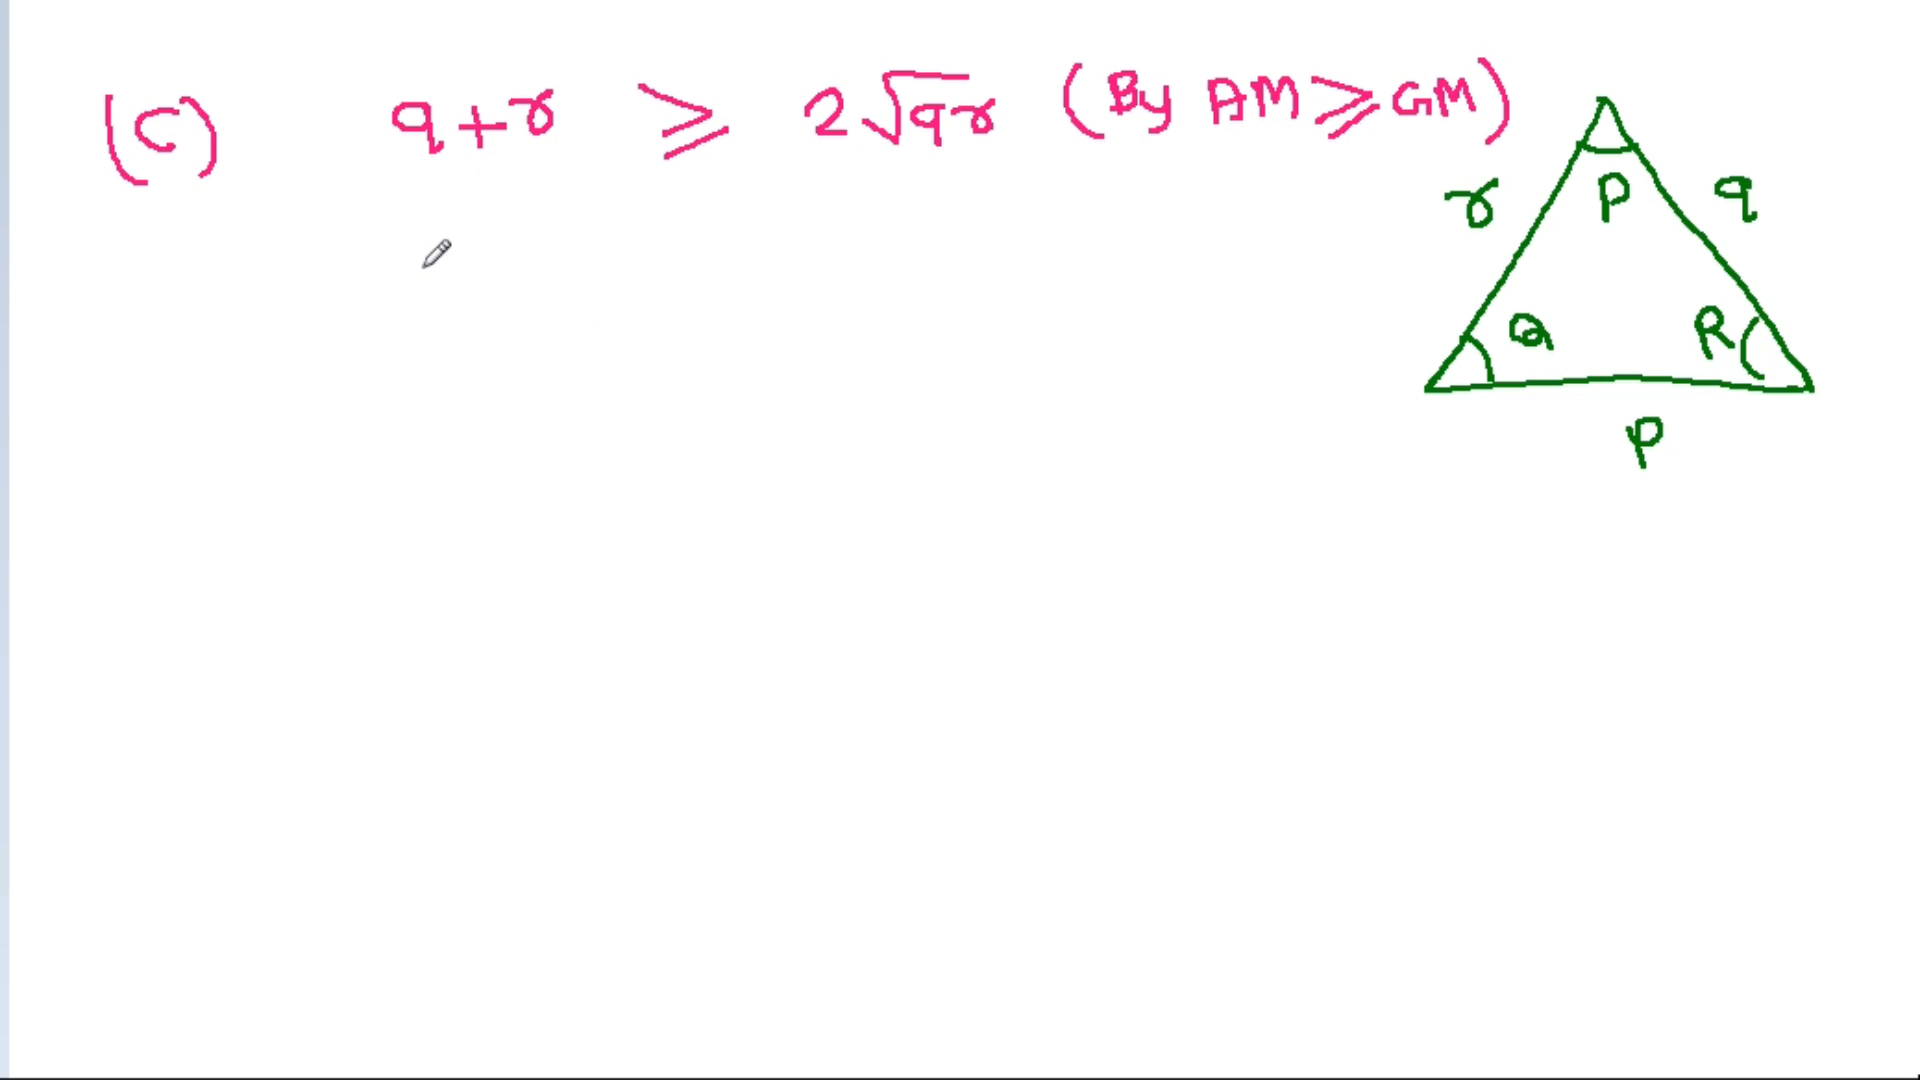 (C) q+r ≥ 2√qr (By AM ≥ GM)
P
r q
Q R
p